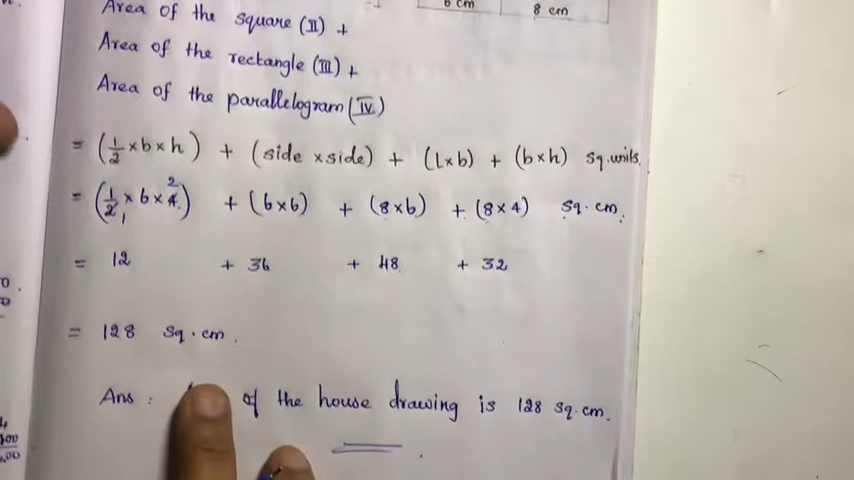 6 cm
8 cm
Area of the square (II) +
Area of the rectangle (III) +
Area of the parallelogram (IV)
= (1/2 × b × h) + (side × side) + (l × b) + (b × h) sq. units.
= (1/2 1 × 6 × 4 2) + (6×6) + (8×6) + (8×4) sq. cm.
= 12 + 36 + 48 + 32
= 128 sq. cm.
Ans : of the house drawing is 128 sq. cm.